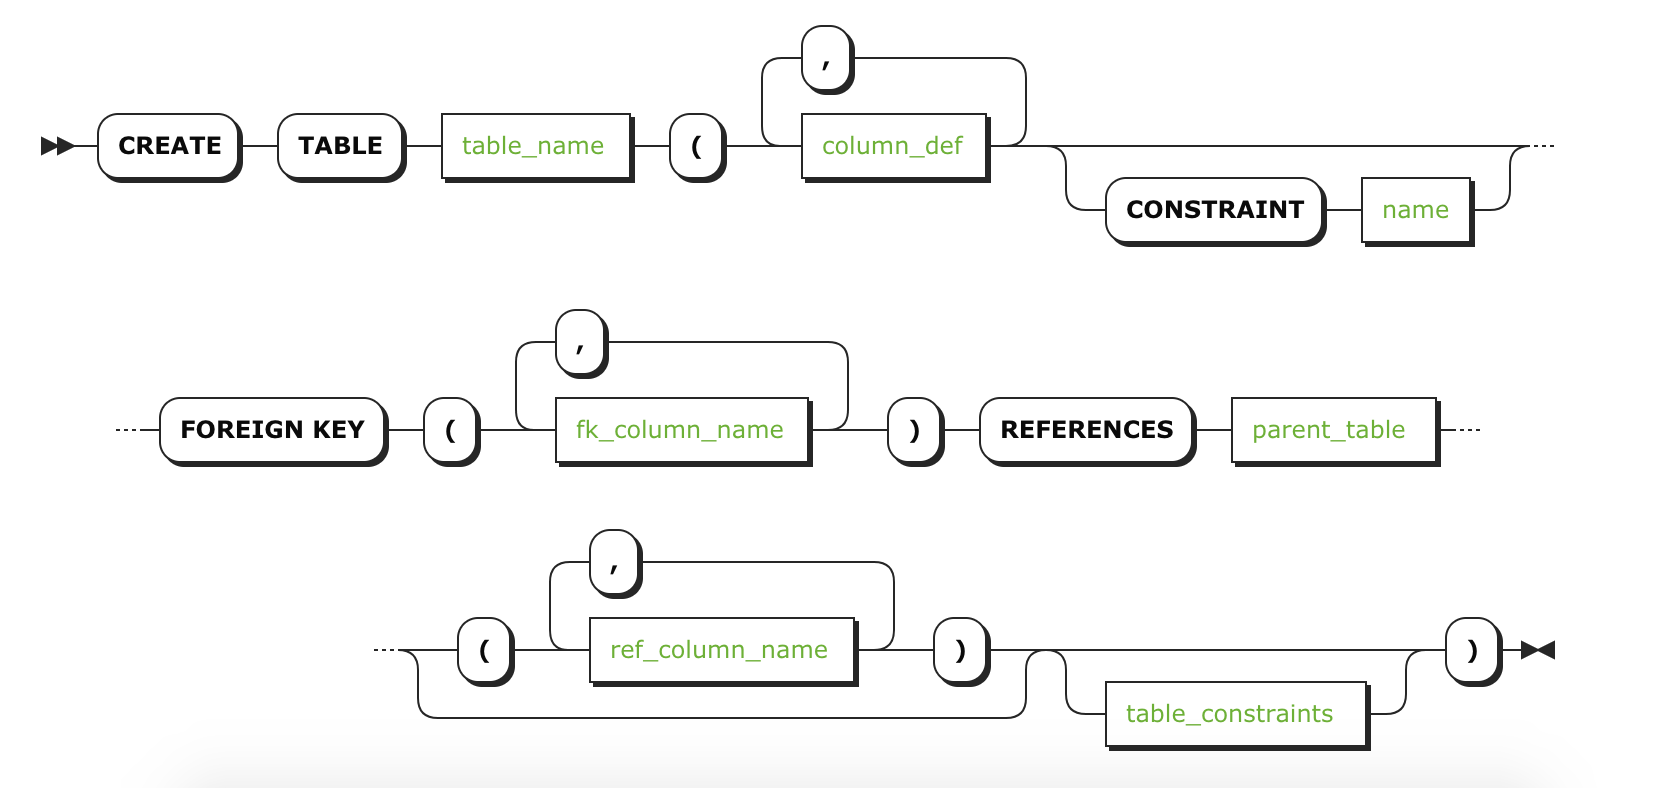 ,
CREATE TABLE table_name ( column_def
CONSTRAINT name
,
FOREIGN KEY ( fk_column_name ) REFERENCES parent_table
,
( ref_column_name ) )
table_constraints